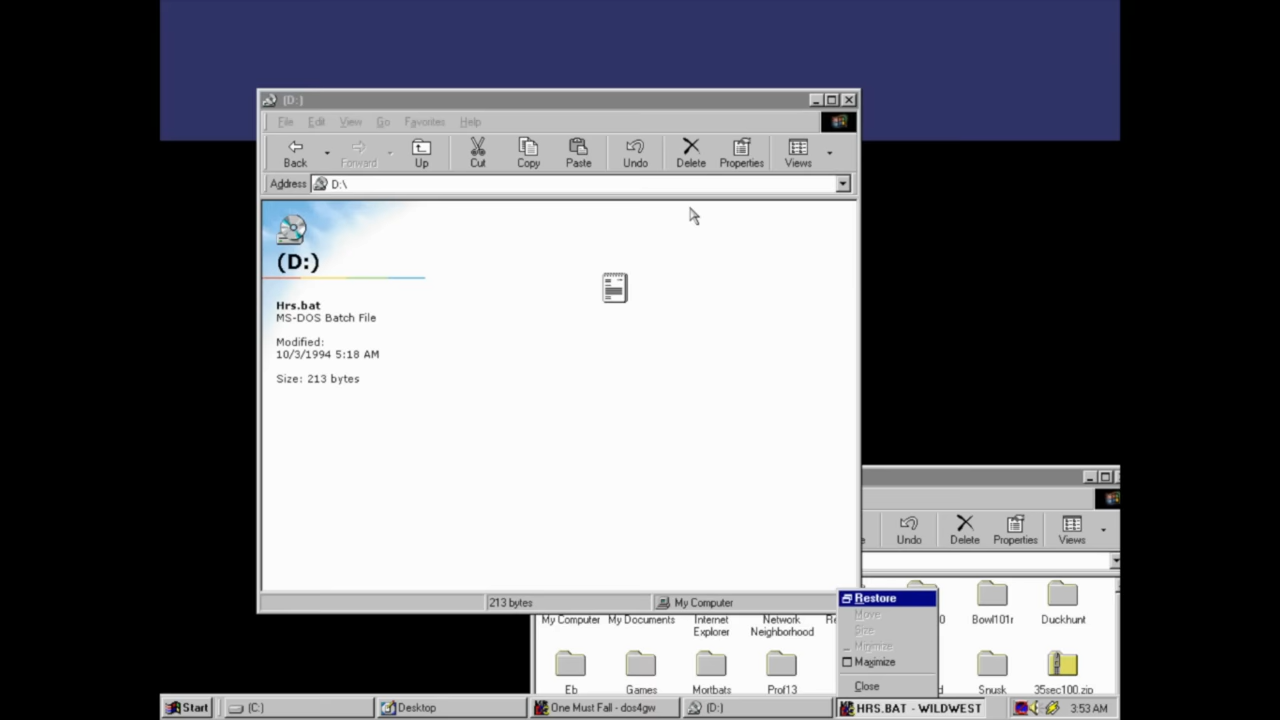 (D:)
File Edit View Go Favorites Help
Back Forward Up Cut Copy Paste Undo Delete Properties Views
Address D:\
(D:)
Hrs.bat
MS-DOS Batch File
Modified:
10/3/1994 5:18 AM
Size: 213 bytes
213 bytes My Computer
Undo Delete Properties Views
Restore
Move
Size
Minimize
Maximize
Close
Bowl101r Duckhunt
My Computer My Documents Internet Explorer Network Neighborhood
Eb Games Mortbats Prof13 Snusk 35sec100.zip
Start (C:) Desktop One Must Fall - dos4gw (D:) HRS.BAT - WILDWEST 3:53 AM